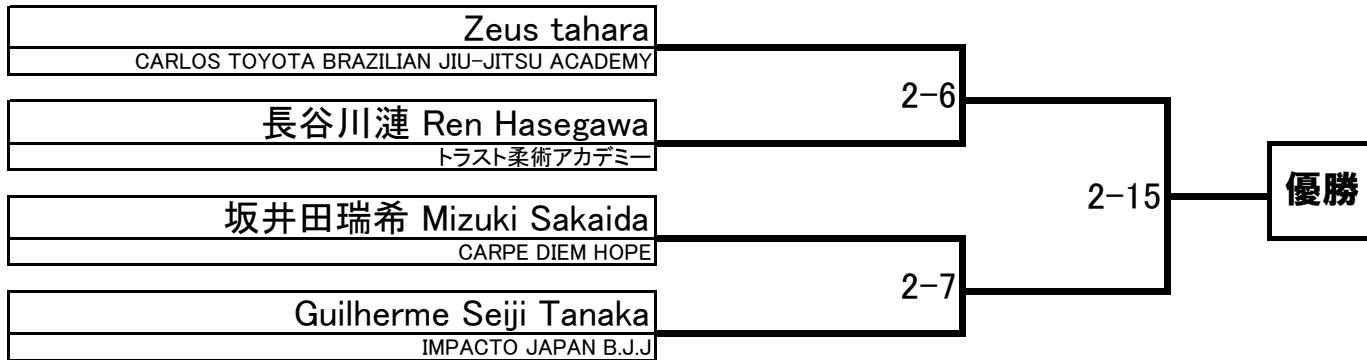 Zeus tahara
CARLOS TOYOTA BRAZILIAN JIU-JITSU ACADEMY
2-6
長谷川漣 Ren Hasegawa
トラスト柔術アカデミー
2-15
優勝
坂井田瑞希 Mizuki Sakaida
CARPE DIEM HOPE
2-7
Guilherme Seiji Tanaka
IMPACTO JAPAN B.J.J